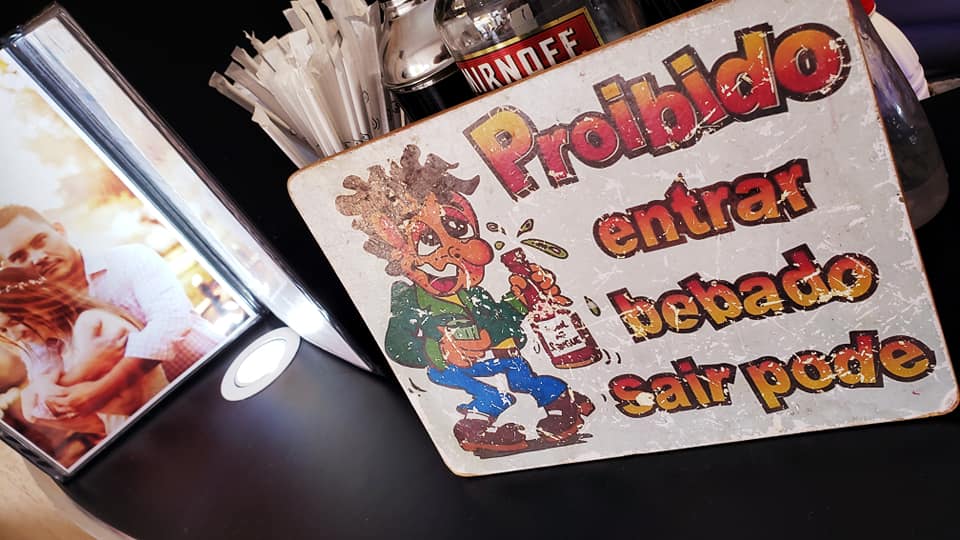 SMIRNOFF
Proibido
entrar
bebado
sair pode